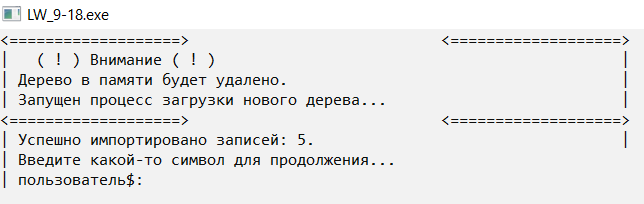 LW_9-18.exe
<===================> <===================>
| ( ! ) Внимание ( ! ) |
| Дерево в памяти будет удалено. |
| Запущен процесс загрузки нового дерева... |
<===================> <===================>
| Успешно импортировано записей: 5. |
| Введите какой-то символ для продолжения...
| пользователь$: